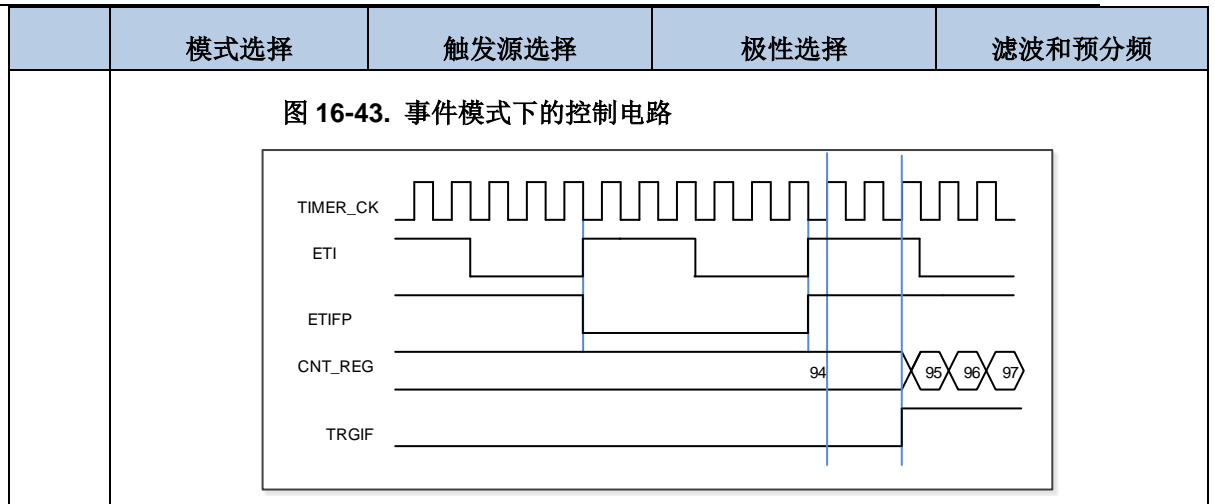 模式选择 触发源选择 极性选择 滤波和预分频
图 16-43. 事件模式下的控制电路
TIMER_CK
ETI
ETIFP
CNT_REG 94 95 96 97
TRGIF